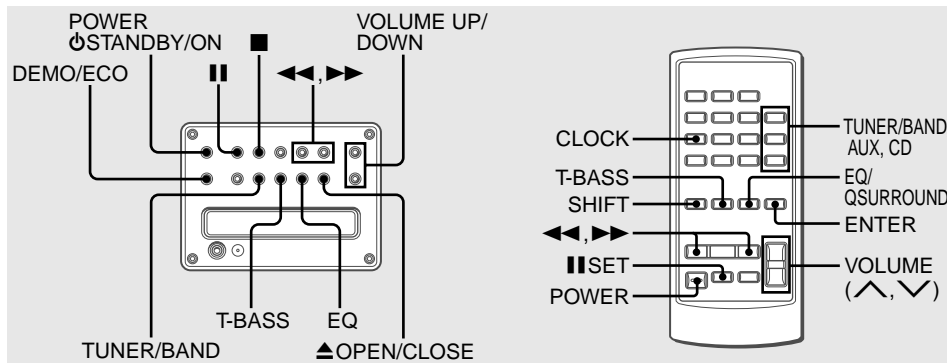 POWER
⏻STANDBY/ON
■
VOLUME UP/
DOWN
DEMO/ECO
▮▮
◀◀,▶▶
T-BASS
EQ
TUNER/BAND
⏏OPEN/CLOSE
CLOCK
TUNER/BAND
AUX, CD
T-BASS
EQ/
QSURROUND
SHIFT
ENTER
◀◀,▶▶
▮▮SET
VOLUME
(∧,∨)
POWER